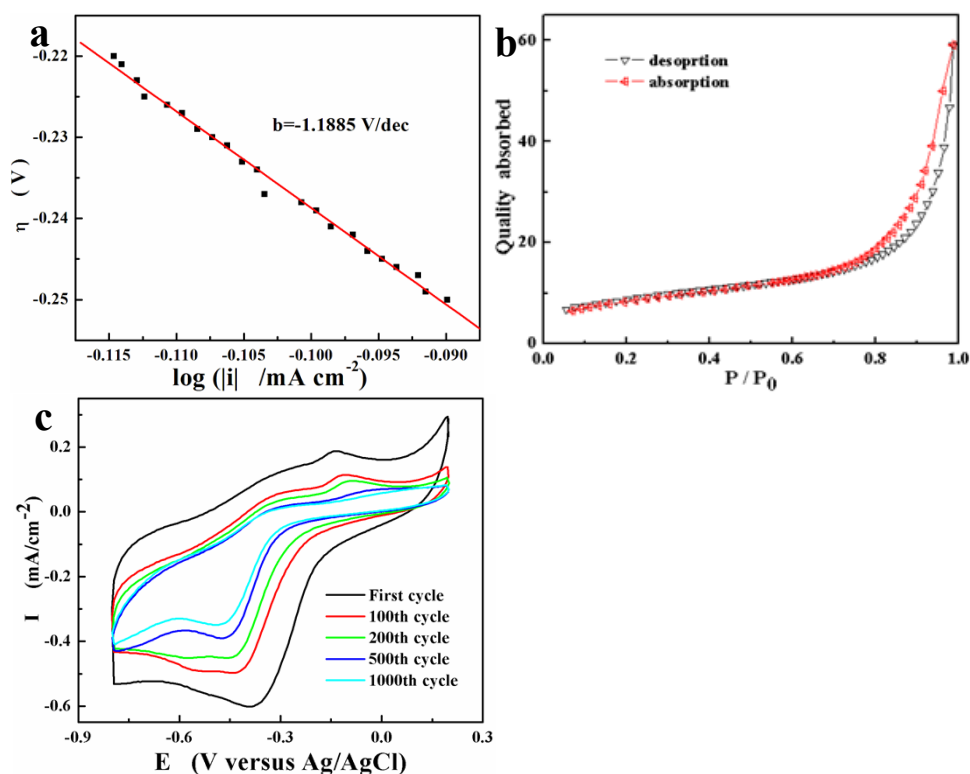 a
-0.22
-0.23
-0.24
-0.25
η (V)
b=-1.1885 V/dec
-0.115 -0.110 -0.105 -0.100 -0.095 -0.090
log (|i| /mA cm-2)
b
60
40
20
0
Quality absorbed
desoprtion
absorption
0.0 0.2 0.4 0.6 0.8 1.0
P / P0
c
0.2
0.0
-0.2
-0.4
-0.6
I (mA/cm-2)
First cycle
100th cycle
200th cycle
500th cycle
1000th cycle
-0.9 -0.6 -0.3 0.0 0.3
E (V versus Ag/AgCl)